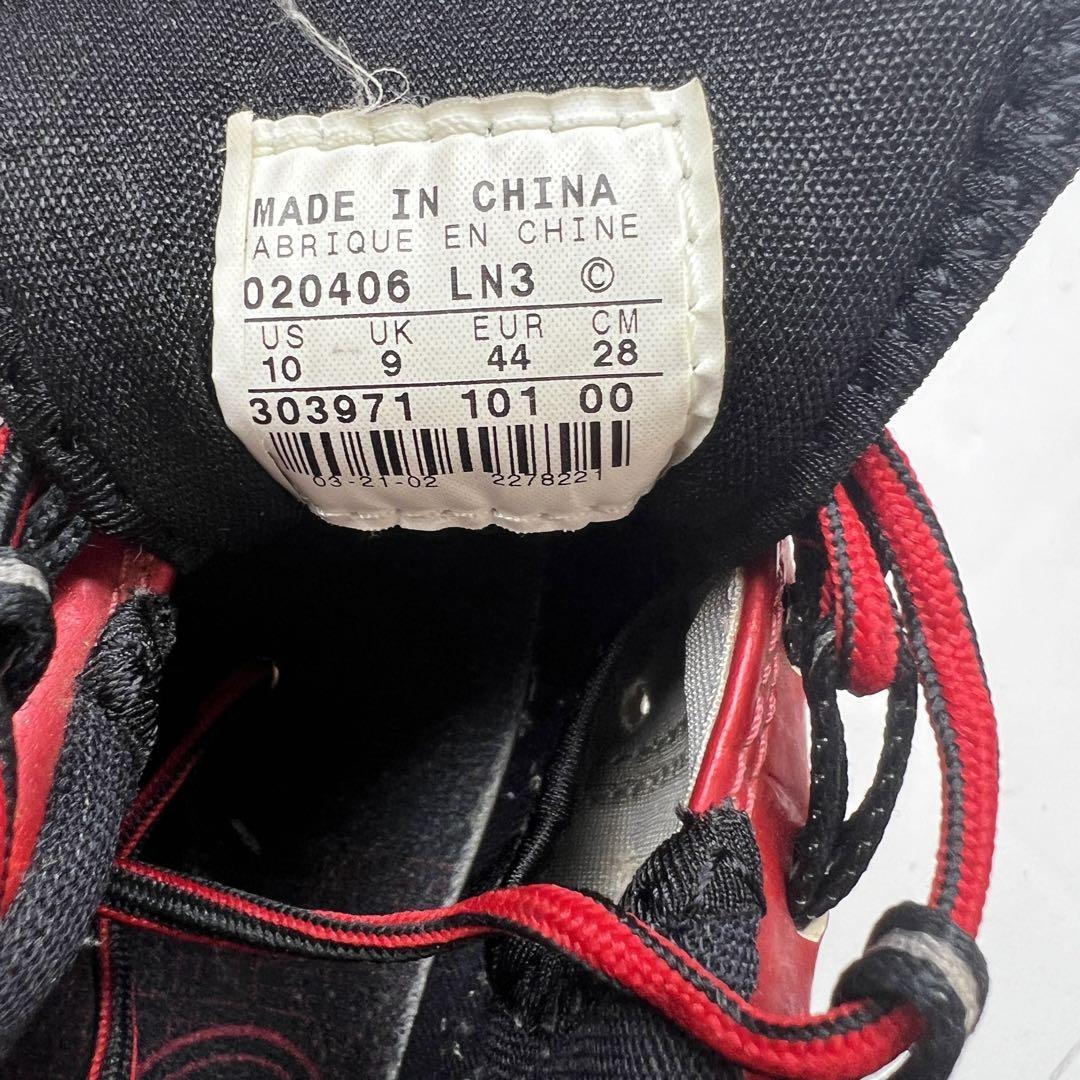 MADE IN CHINA
ABRIQUE EN CHINE
020406 LN3 ©
US UK EUR CM
10 9 44 28
303971 101 00
03-21-02 2278221